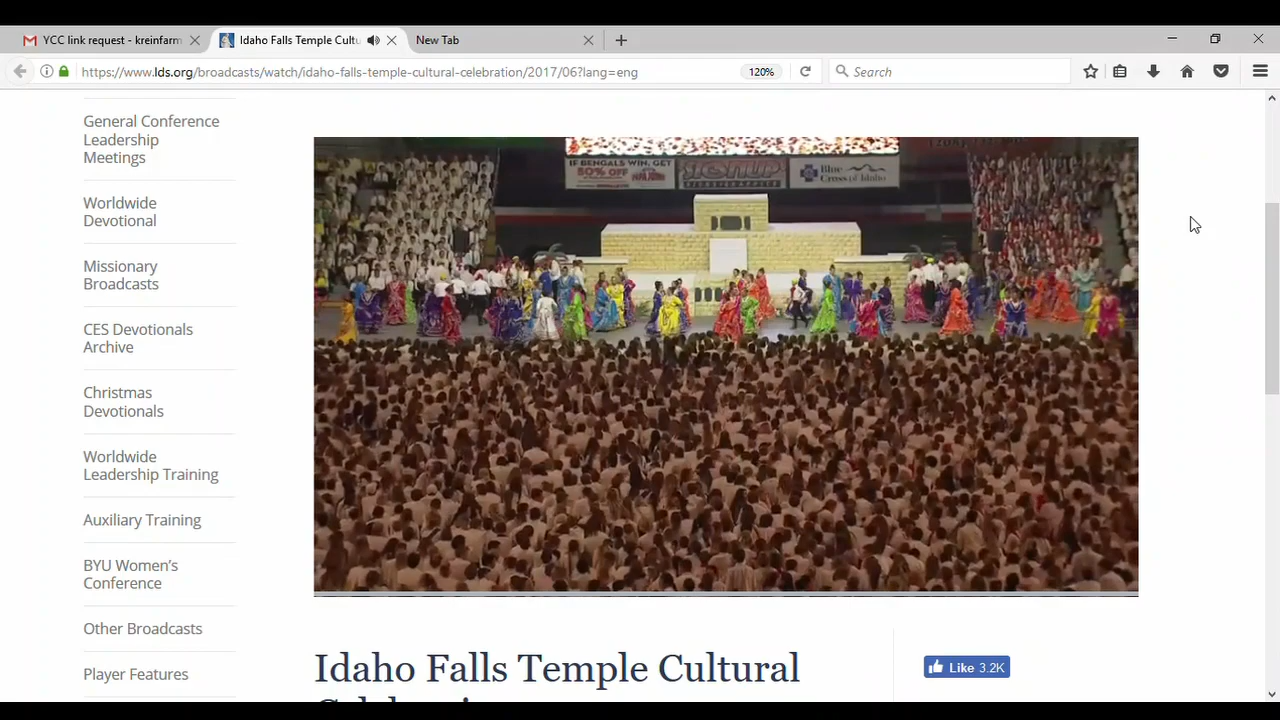 YCC link request - kreinfarm
Idaho Falls Temple Cultu
New Tab
https://www.lds.org/broadcasts/watch/idaho-falls-temple-cultural-celebration/2017/06?lang=eng
120%
Search
General Conference
Leadership
Meetings
Worldwide
Devotional
Missionary
Broadcasts
CES Devotionals
Archive
Christmas
Devotionals
Worldwide
Leadership Training
Auxiliary Training
BYU Women's
Conference
Other Broadcasts
Player Features
IF BENGALS WIN, GET
50% OFF
Blue
Cross of Idaho
Idaho Falls Temple Cultural
Like 3.2K